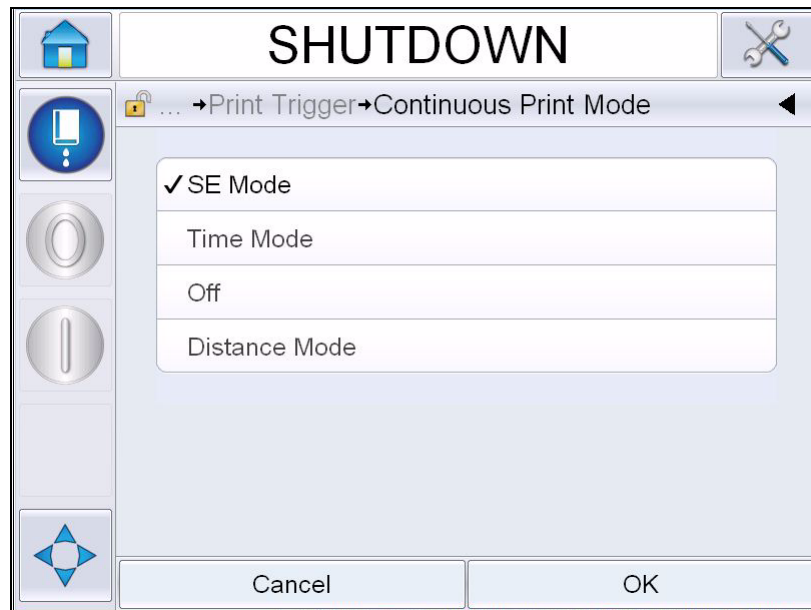 SHUTDOWN
... →Print Trigger→Continuous Print Mode
✓SE Mode
Time Mode
Off
Distance Mode
Cancel
OK